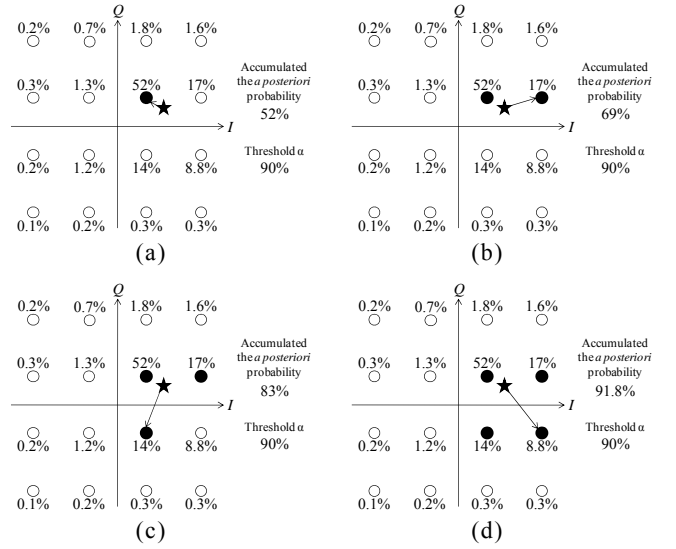 Q
0.2% 0.7% 1.8% 1.6%
0.3% 1.3% 52% 17%
Accumulated
the a posteriori
probability
52%
I
Threshold α
90%
0.2% 1.2% 14% 8.8%
0.1% 0.2% 0.3% 0.3%
(a)
Q
0.2% 0.7% 1.8% 1.6%
0.3% 1.3% 52% 17%
Accumulated
the a posteriori
probability
69%
I
Threshold α
90%
0.2% 1.2% 14% 8.8%
0.1% 0.2% 0.3% 0.3%
(b)
Q
0.2% 0.7% 1.8% 1.6%
0.3% 1.3% 52% 17%
Accumulated
the a posteriori
probability
83%
I
Threshold α
90%
0.2% 1.2% 14% 8.8%
0.1% 0.2% 0.3% 0.3%
(c)
Q
0.2% 0.7% 1.8% 1.6%
0.3% 1.3% 52% 17%
Accumulated
the a posteriori
probability
91.8%
I
Threshold α
90%
0.2% 1.2% 14% 8.8%
0.1% 0.2% 0.3% 0.3%
(d)